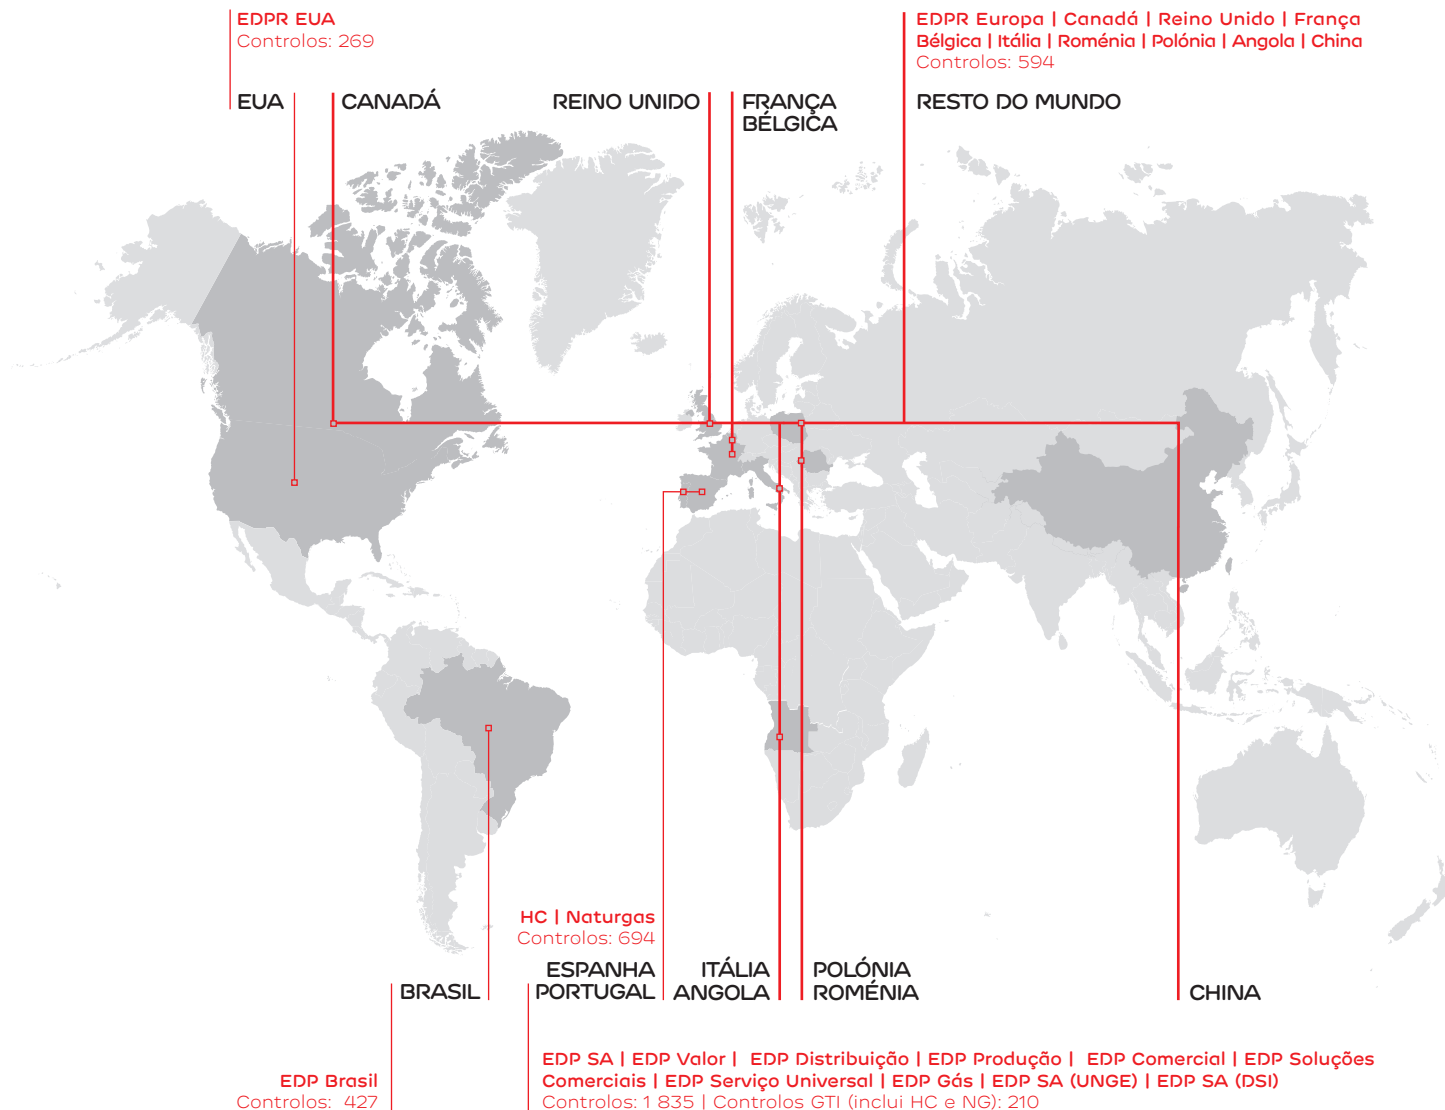 EDPR EUA
Controlos: 269
EDPR Europa | Canadá | Reino Unido | França
Bélgica | Itália | Roménia | Polónia | Angola | China
Controlos: 594
EUA
CANADÁ
REINO UNIDO
FRANÇA
BÉLGICA
RESTO DO MUNDO
HC | Naturgas
Controlos: 694
BRASIL
ESPANHA
PORTUGAL
ITÁLIA
ANGOLA
POLÓNIA
ROMÉNIA
CHINA
EDP Brasil
Controlos: 427
EDP SA | EDP Valor | EDP Distribuição | EDP Produção | EDP Comercial | EDP Soluções
Comerciais | EDP Serviço Universal | EDP Gás | EDP SA (UNGE) | EDP SA (DSI)
Controlos: 1 835 | Controlos GTI (inclui HC e NG): 210